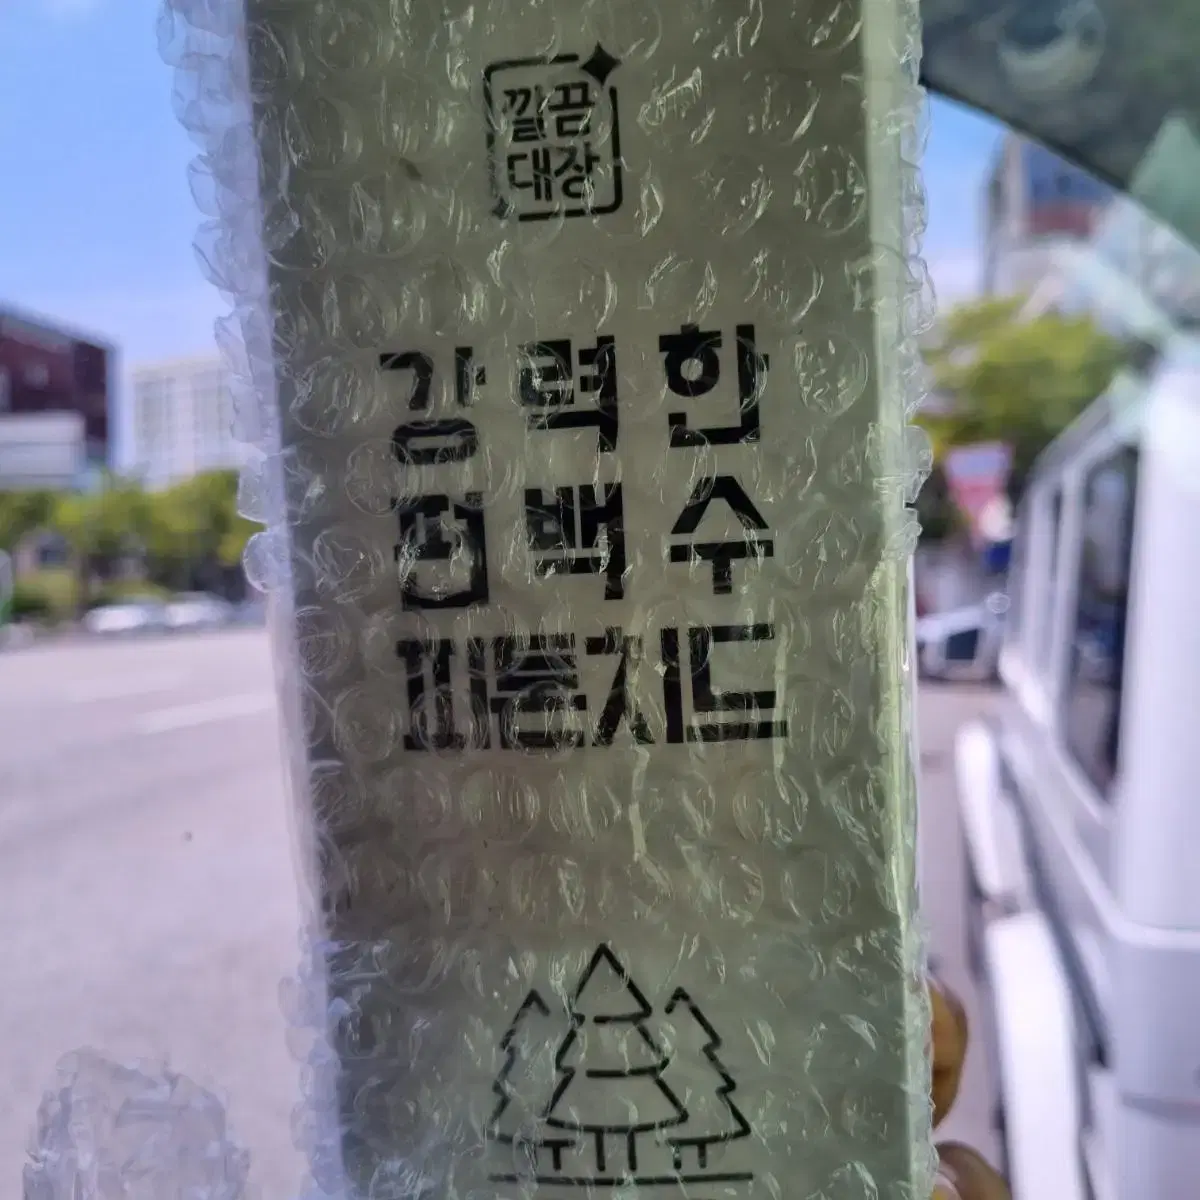 깔끔
대장
강력한
편백수
피톤치드